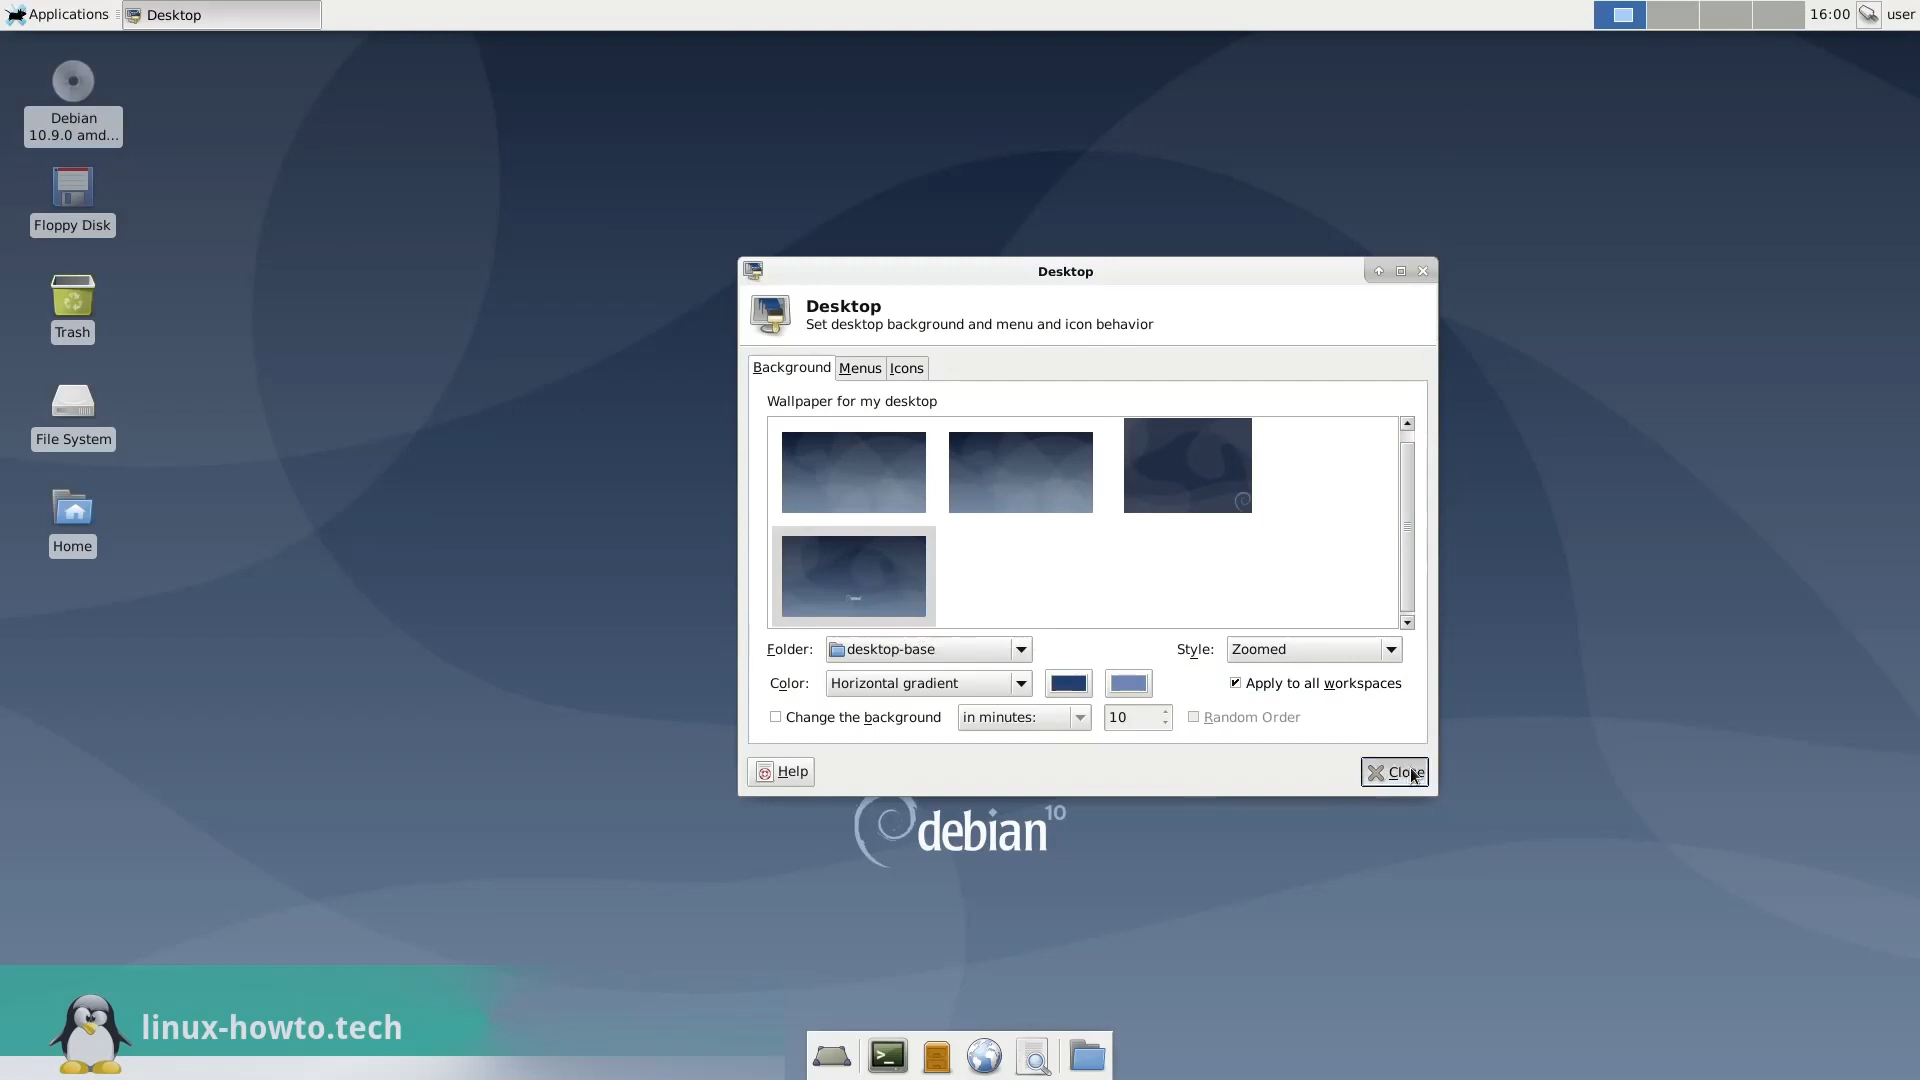 Applications
Desktop
16:00
user
Debian
10.9.0 amd...
Floppy Disk
Trash
File System
Home
Desktop
Desktop
Set desktop background and menu and icon behavior
Background Menus Icons
Wallpaper for my desktop
Folder: desktop-base
Style: Zoomed
Color: Horizontal gradient
Apply to all workspaces
Change the background in minutes: 10 Random Order
Help
Close
debian 10
linux-howto.tech